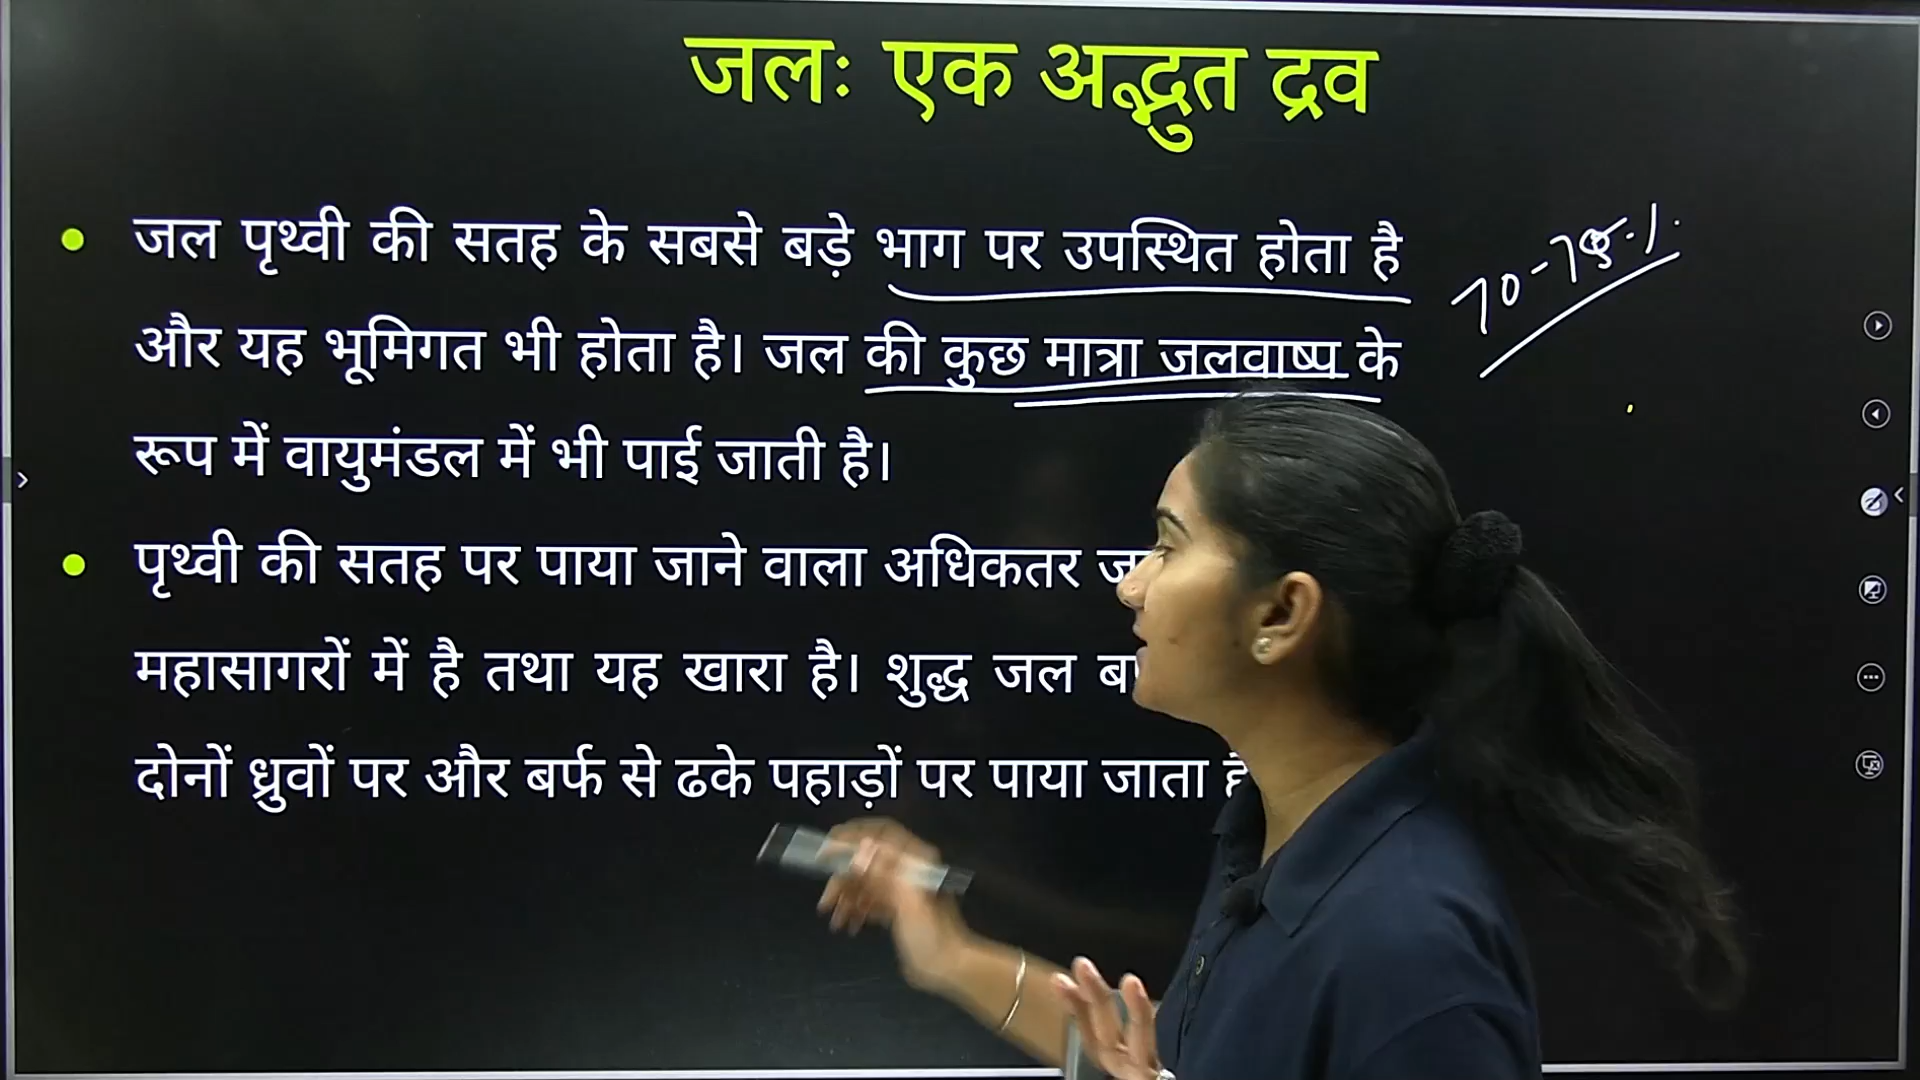 जलः एक अद्भुत द्रव
जल पृथ्वी की सतह के सबसे बड़े भाग पर उपस्थित होता है
और यह भूमिगत भी होता है। जल की कुछ मात्रा जलवाष्प के
रूप में वायुमंडल में भी पाई जाती है।
पृथ्वी की सतह पर पाया जाने वाला अधिकतर
महासागरों में है तथा यह खारा है। शुद्ध जल
दोनों ध्रुवों पर और बर्फ से ढके पहाड़ों पर पाया जाता